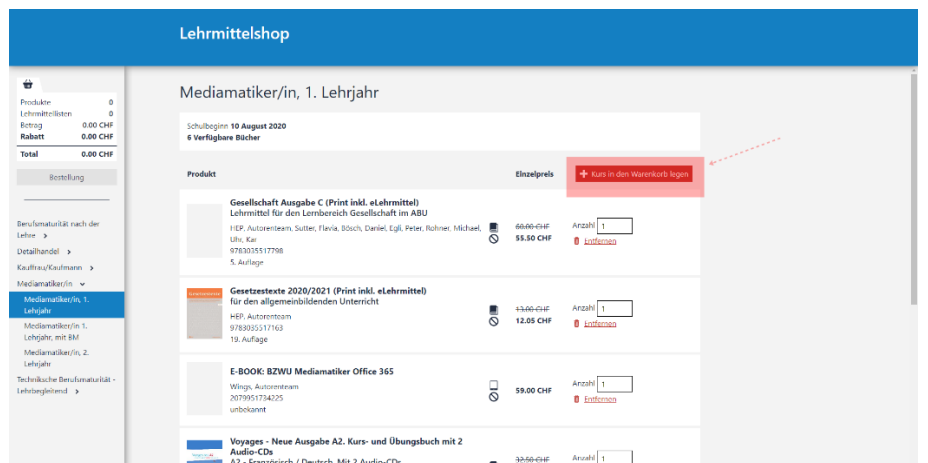 Lehrmittelshop
Produkte 0
Lehrmittellisten 0
Betrag 0.00 CHF
Rabatt 0.00 CHF
Total 0.00 CHF
Bestellung
Berufsmaturität nach der
Lehre >
Detailhandel >
Kauffrau/Kaufmann >
Mediamatiker/in
Mediamatiker/in, 1.
Lehrjahr
Mediamatiker/in 1.
Lehrjahr, mit BM
Mediamatiker/in, 2.
Lehrjahr
Techniksche Berufsmaturität -
Lehrbegleitend >
Mediamatiker/in, 1. Lehrjahr
Schulbeginn 10 August 2020
6 Verfügbare Bücher
Produkt Einzelpreis + Kurs in den Warenkorb legen
Gesellschaft Ausgabe C (Print inkl. eLehrmittel)
Lehrmittel für den Lernbereich Gesellschaft im ABU
HEP, Autorenteam, Sutter, Flavia, Bösch, Daniel, Egli, Peter, Rohner, Michael,
Uhr, Kar
9783035517798
5. Auflage
60.00 CHF
55.50 CHF
Anzahl 1
Entfernen
Gesetzestexte 2020/2021 (Print inkl. eLehrmittel)
für den allgemeinbildenden Unterricht
HEP, Autorenteam
9783035517163
19. Auflage
13.00 CHF
12.05 CHF
Anzahl 1
Entfernen
E-BOOK: BZWU Mediamatiker Office 365
Wings, Autorenteam
2079951734225
unbekannt
59.00 CHF
Anzahl 1
Entfernen
Voyages - Neue Ausgabe A2. Kurs- und Übungsbuch mit 2
Audio-CDs
A2 - Französisch / Deutsch. Mit 2 Audio-CDs
32.50 CHF
Anzahl 1